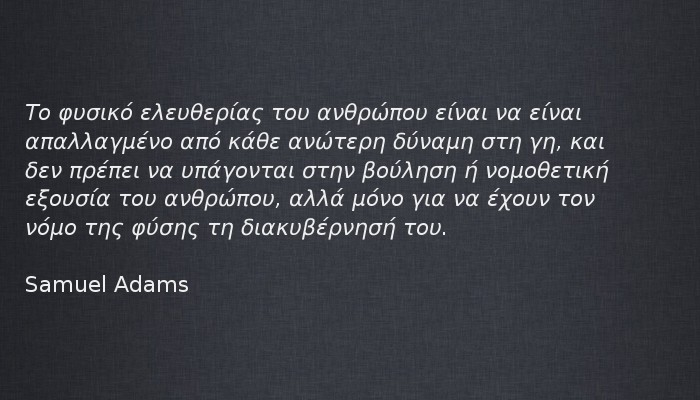 Το φυσικό ελευθερίας του ανθρώπου είναι να είναι
απαλλαγμένο από κάθε ανώτερη δύναμη στη γη, και
δεν πρέπει να υπάγονται στην βούληση ή νομοθετική
εξουσία του ανθρώπου, αλλά μόνο για να έχουν τον
νόμο της φύσης τη διακυβέρνησή του.
Samuel Adams